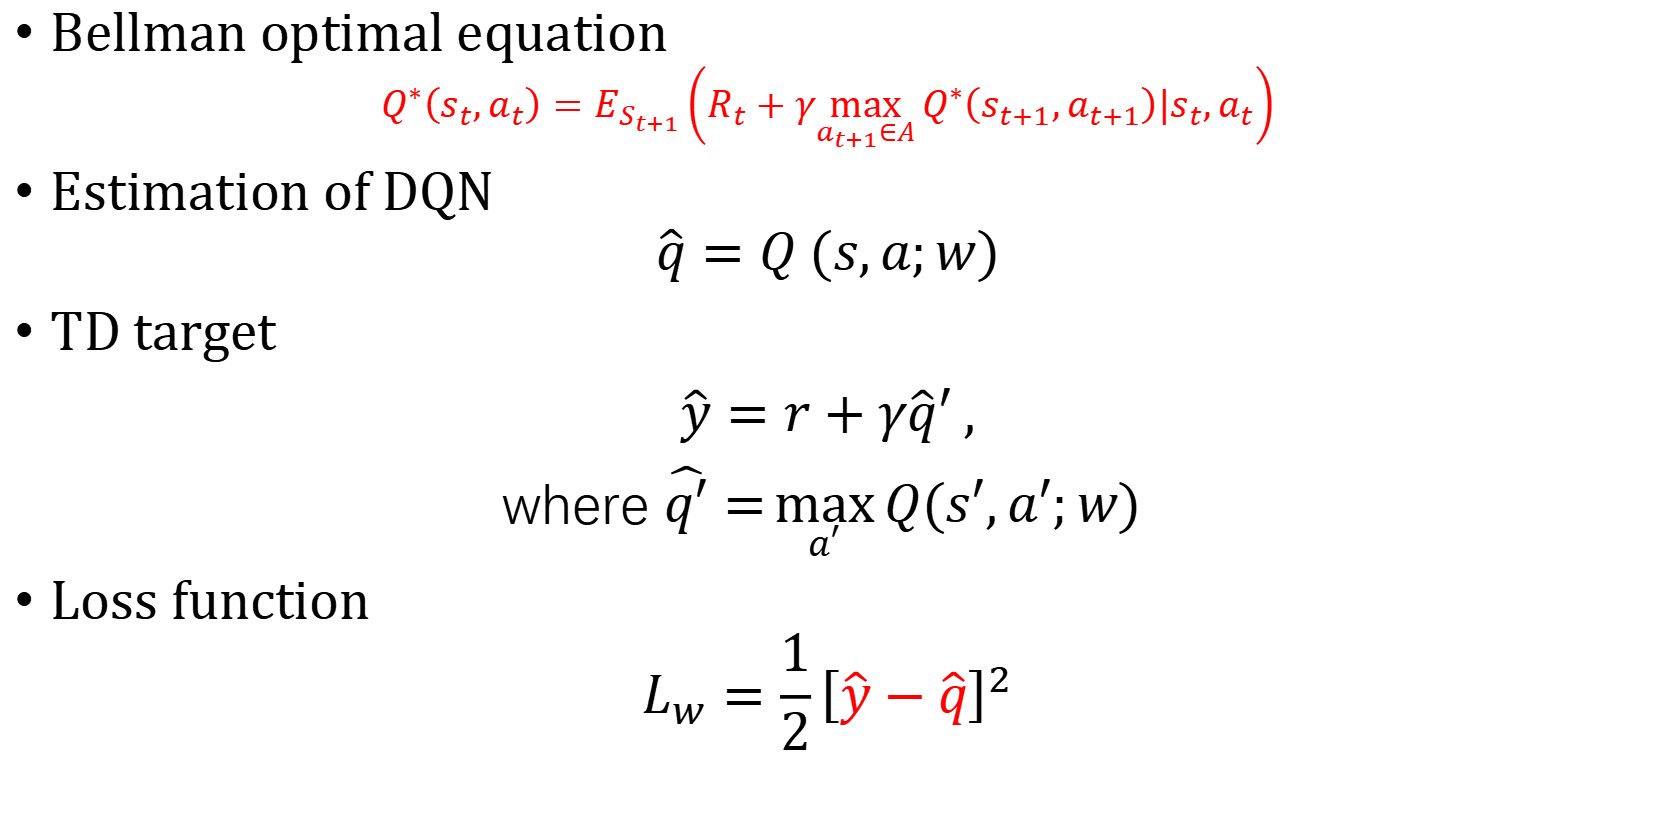 • Bellman optimal equation
Q*(s_t, a_t) = E_{S_{t+1}} (R_t + γ max_{a_{t+1}∈A} Q*(s_{t+1}, a_{t+1})|s_t, a_t)
• Estimation of DQN
q̂ = Q (s, a; w)
• TD target
ŷ = r + γq̂′ ,
where q̂′ = max_{a′} Q(s′, a′; w)
• Loss function
L_w = 1/2 [ŷ − q̂]²